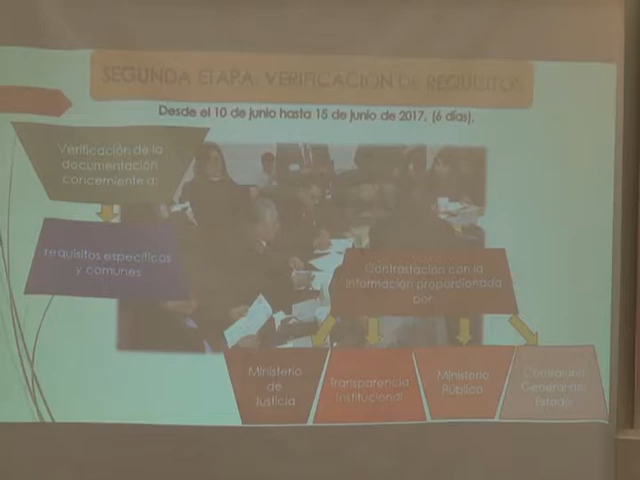 SEGUNDA ETAPA: VERIFICACIÓN DE REQUISITOS
Desde el 10 de junio hasta 15 de junio de 2017. (6 días).
Verificación de la
documentación
concerniente a:
requisitos específicos
y comunes
Contrastación con la
información proporcionada
por
Ministerio
de
Justicia
Transparencia
Institucional
Ministerio
Público
Contraloría
General del
Estado